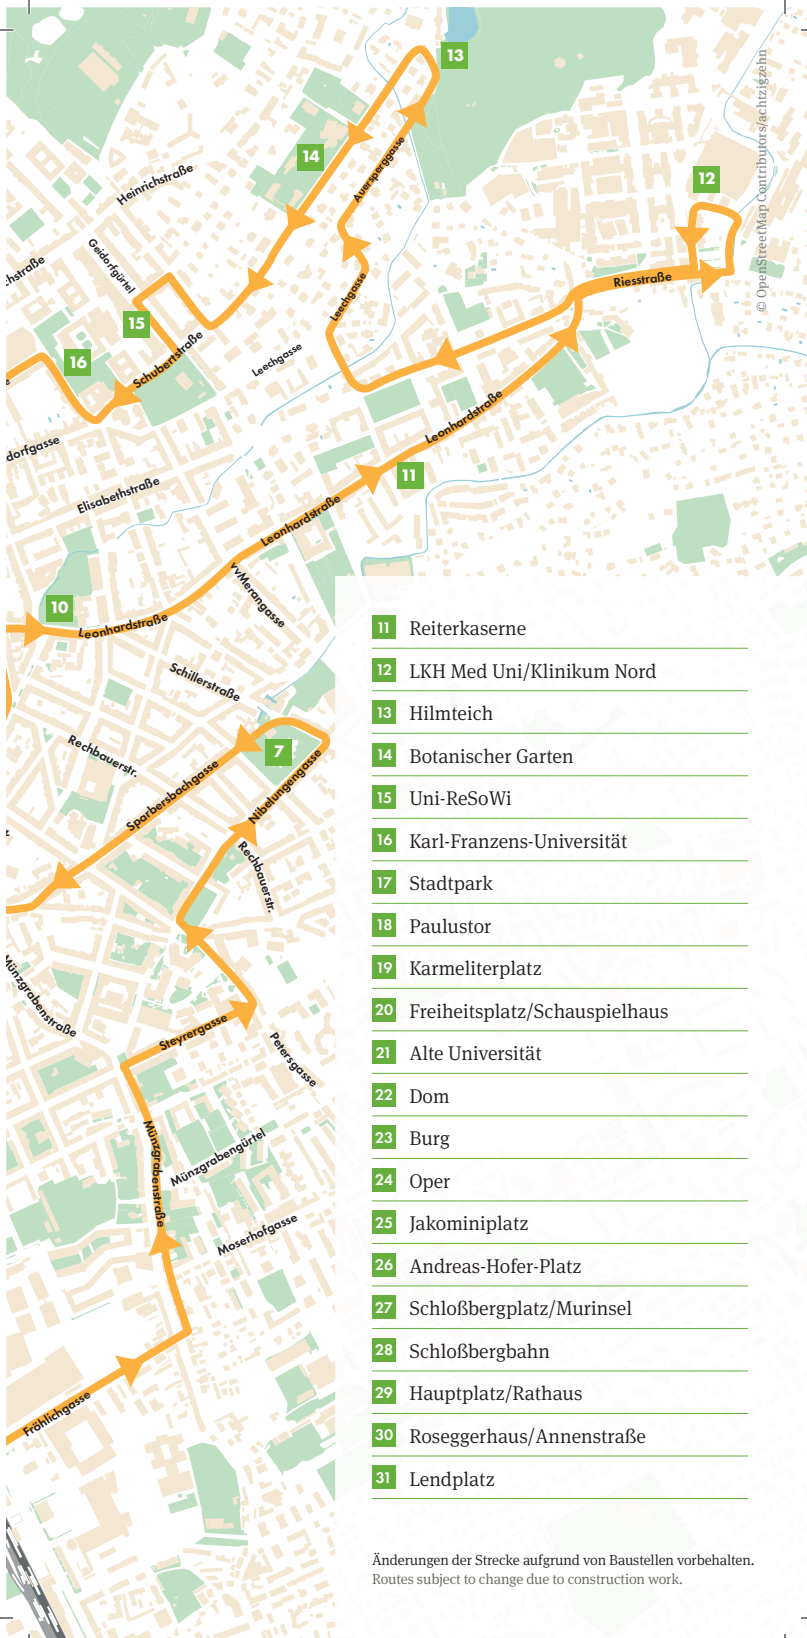 13
© OpenStreetMap Contributors/achtzigzehn
14
Auersperggasse
12
Heinrichstraße
Geidorfgürtel
chstraße
Riesstraße
Leechgasse
15
Schubertstraße
Leechgasse
16
e
Leonhardstraße
dorfgasse
11
Elisabethstraße
Leonhardstraße
vvMerangasse
10
Leonhardstraße
Schillerstraße
7
Rechbauerstr.
Nibelungengasse
Sparbersbachgasse
Rechbauerstr.
Münzgrabenstraße
Steyrergasse
Petersgasse
Münzgrabenstraße
Münzgrabengürtel
Moserhofgasse
Fröhlichgasse
11 Reiterkaserne
12 LKH Med Uni/Klinikum Nord
13 Hilmteich
14 Botanischer Garten
15 Uni-ReSoWi
16 Karl-Franzens-Universität
17 Stadtpark
18 Paulustor
19 Karmeliterplatz
20 Freiheitsplatz/Schauspielhaus
21 Alte Universität
22 Dom
23 Burg
24 Oper
25 Jakominiplatz
26 Andreas-Hofer-Platz
27 Schloßbergplatz/Murinsel
28 Schloßbergbahn
29 Hauptplatz/Rathaus
30 Roseggerhaus/Annenstraße
31 Lendplatz
Änderungen der Strecke aufgrund von Baustellen vorbehalten.
Routes subject to change due to construction work.